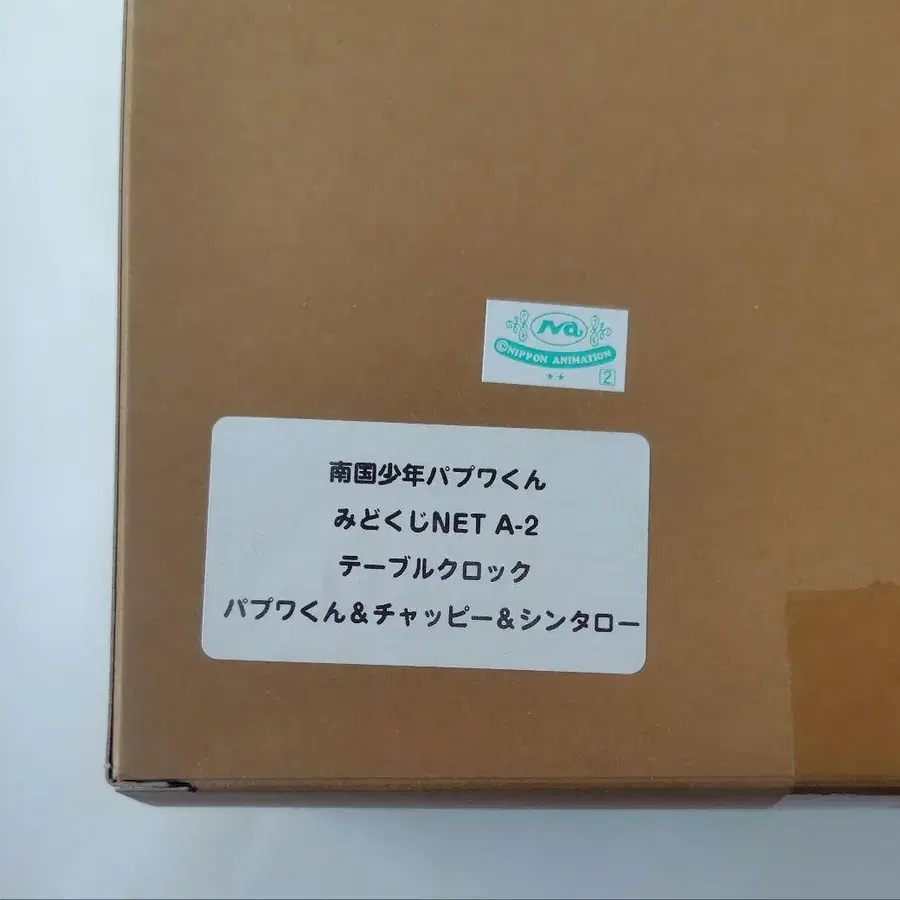 Na
©NIPPON ANIMATION
★★ 2
南国少年パプワくん
みどくじNET A-2
テーブルクロック
パプワくん＆チャッピー＆シンタロー